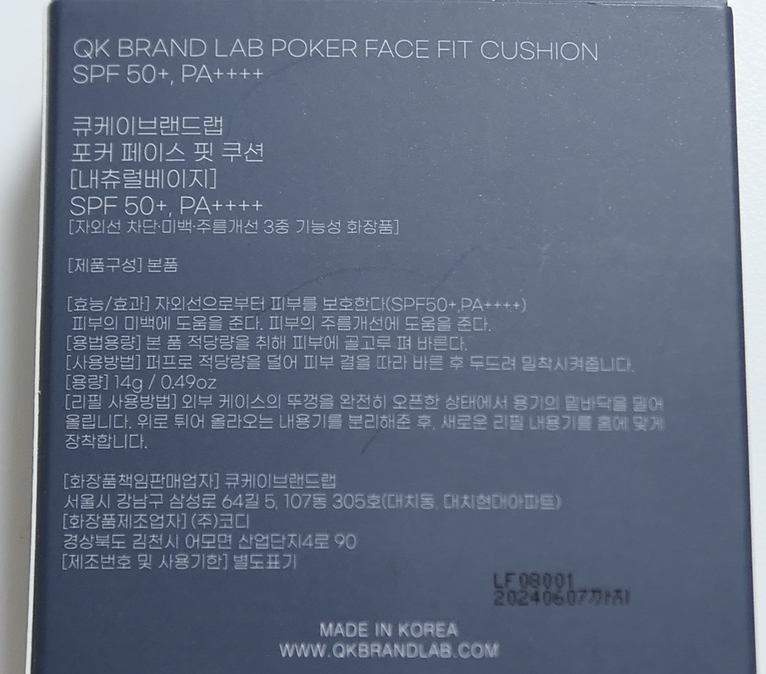 QK BRAND LAB POKER FACE FIT CUSHION
SPF 50+, PA++++
큐케이브랜드랩
포커 페이스 핏 쿠션
[내츄럴베이지]
SPF 50+, PA++++
[자외선 차단·미백·주름개선 3중 기능성 화장품]
[제품구성] 본품
[효능/효과] 자외선으로부터 피부를 보호한다(SPF50+,PA++++)
피부의 미백에 도움을 준다. 피부의 주름개선에 도움을 준다.
[용법용량] 본 품 적당량을 취해 피부에 골고루 펴 바른다.
[사용방법] 퍼프로 적당량을 덜어 피부 결을 따라 바른 후 두드려 밀착시켜줍니다.
[용량] 14g / 0.49oz
[리필 사용방법] 외부 케이스의 뚜껑을 완전히 오픈한 상태에서 용기의 밑바닥을 밀어
올립니다. 위로 튀어 올라오는 내용기를 분리해준 후, 새로운 리필 내용기를 홈에 맞게
장착합니다.
[화장품책임판매업자] 큐케이브랜드랩
서울시 강남구 삼성로 64길 5, 107동 305호(대치동, 대치현대아파트)
[화장품제조업자] (주)코디
경상북도 김천시 어모면 산업단지4로 90
[제조번호 및 사용기한] 별도표기
LF08001
20240607까지
MADE IN KOREA
WWW.QKBRANDLAB.COM